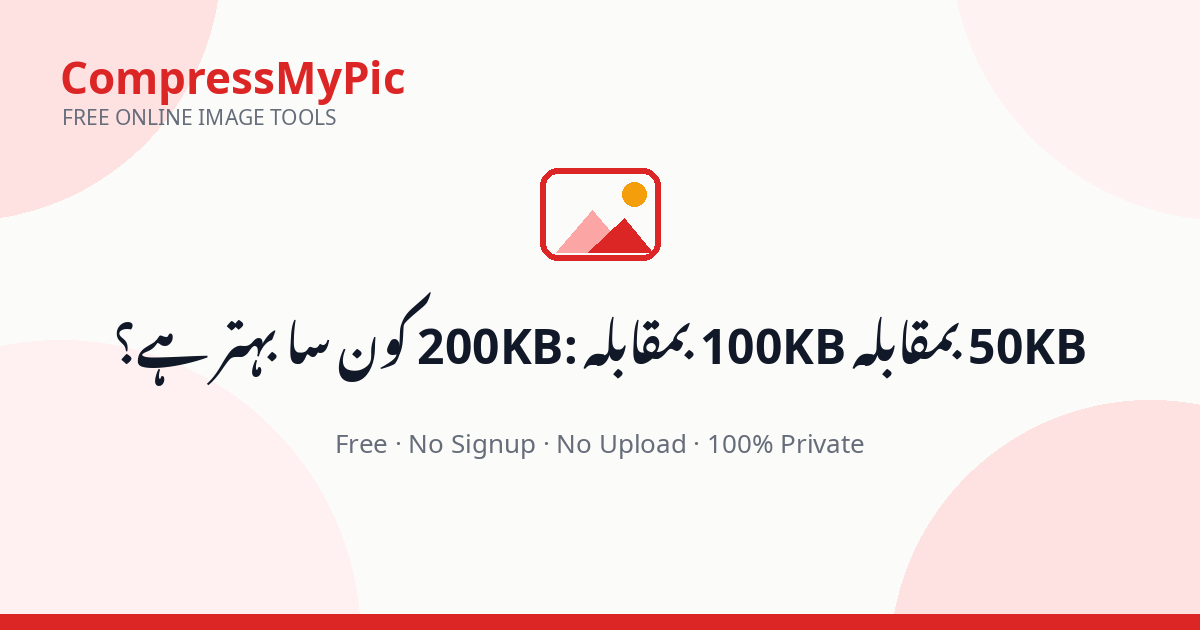 CompressMyPic
FREE ONLINE IMAGE TOOLS
50KB بمقابلہ 100KB بمقابلہ 200KB: کون سا بہتر ہے؟
Free · No Signup · No Upload · 100% Private